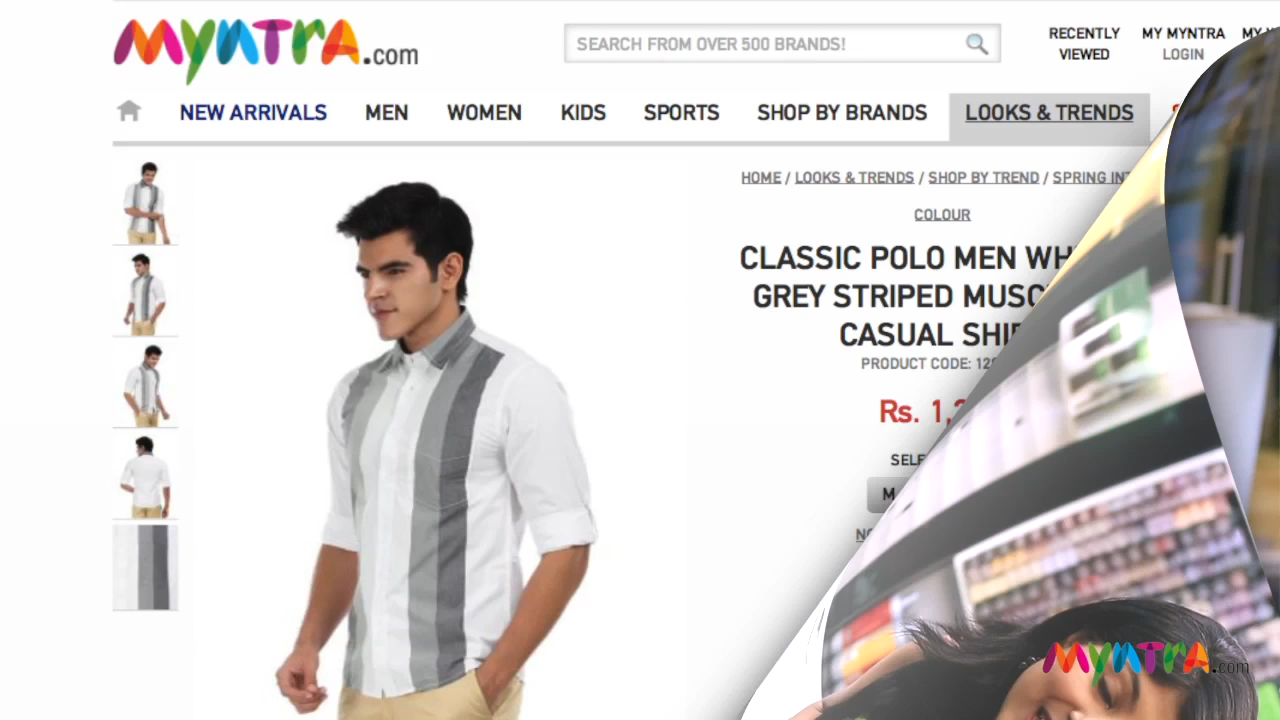 myntra.com
SEARCH FROM OVER 500 BRANDS!
RECENTLY
VIEWED
MY MYNTRA
LOGIN
MY
NEW ARRIVALS MEN WOMEN KIDS SPORTS SHOP BY BRANDS LOOKS & TRENDS
HOME / LOOKS & TRENDS / SHOP BY TREND / SPRING
COLOUR
CLASSIC POLO MEN
GREY STRIPED
CASUAL
PRODUCT CODE:
Rs.
M
myntra.com